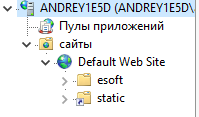 ANDREY1E5D (ANDREY1E5D\
Пулы приложений
сайты
Default Web Site
esoft
static